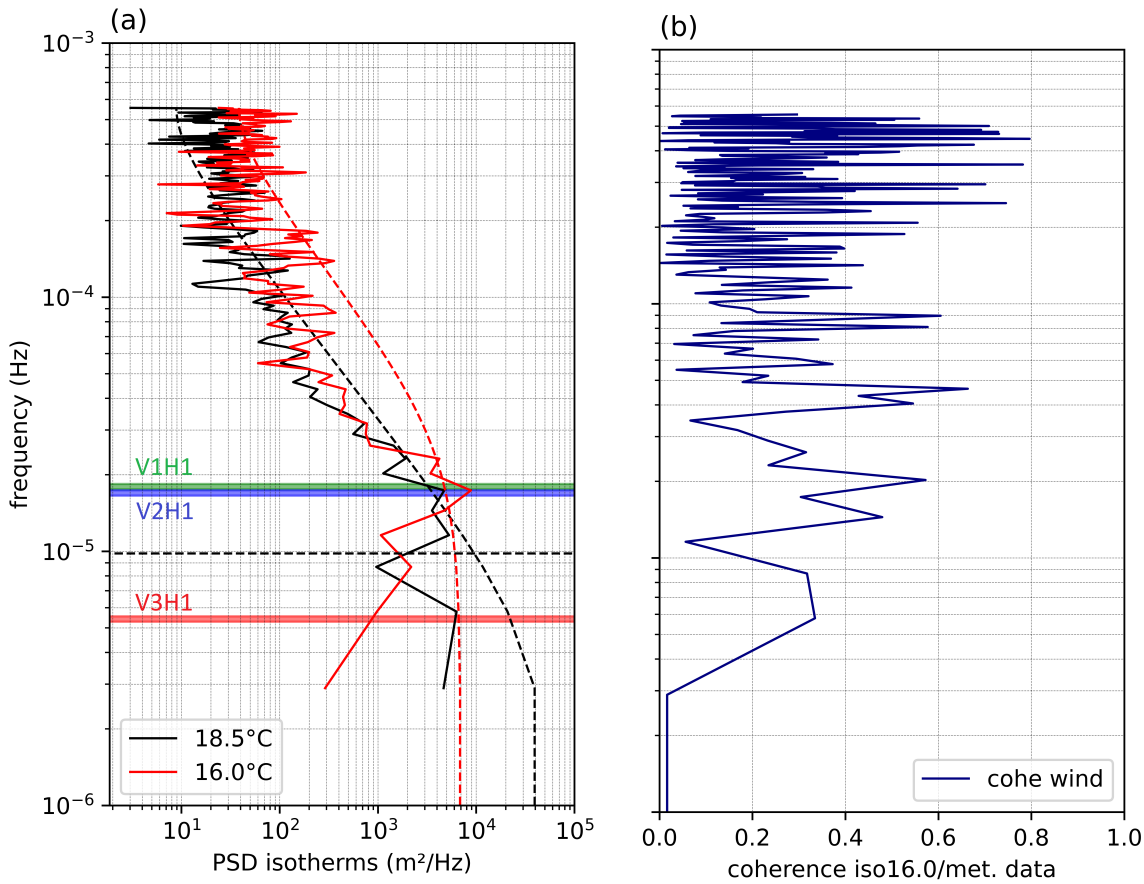 (a)
(b)
10⁻³
10⁻⁴
10⁻⁵
10⁻⁶
frequency (Hz)
V1H1
V2H1
V3H1
18.5°C
16.0°C
10¹ 10² 10³ 10⁴ 10⁵
PSD isotherms (m²/Hz)
cohe wind
0.0 0.2 0.4 0.6 0.8 1.0
coherence iso16.0/met. data